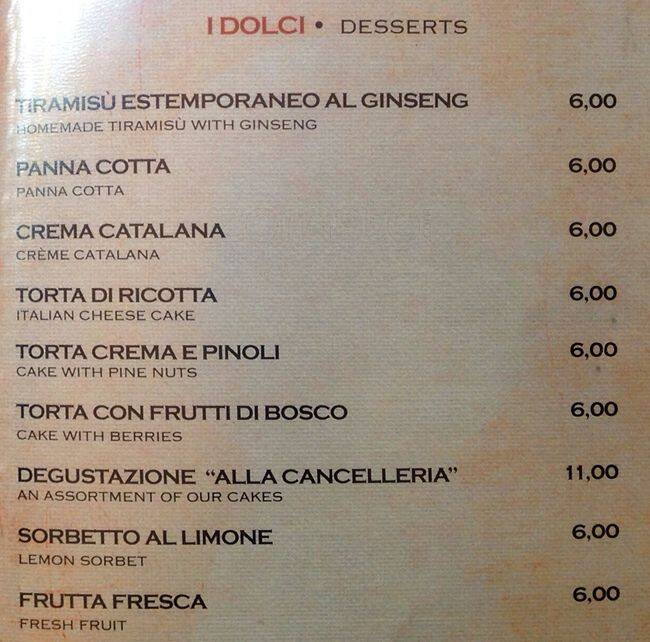 I DOLCI • DESSERTS
TIRAMISÙ ESTEMPORANEO AL GINSENG 6,00
HOMEMADE TIRAMISÙ WITH GINSENG
PANNA COTTA 6,00
PANNA COTTA
CREMA CATALANA 6,00
CRÈME CATALANA
TORTA DI RICOTTA 6,00
ITALIAN CHEESE CAKE
TORTA CREMA E PINOLI 6,00
CAKE WITH PINE NUTS
TORTA CON FRUTTI DI BOSCO 6,00
CAKE WITH BERRIES
DEGUSTAZIONE “ALLA CANCELLERIA” 11,00
AN ASSORTMENT OF OUR CAKES
SORBETTO AL LIMONE 6,00
LEMON SORBET
FRUTTA FRESCA 6,00
FRESH FRUIT